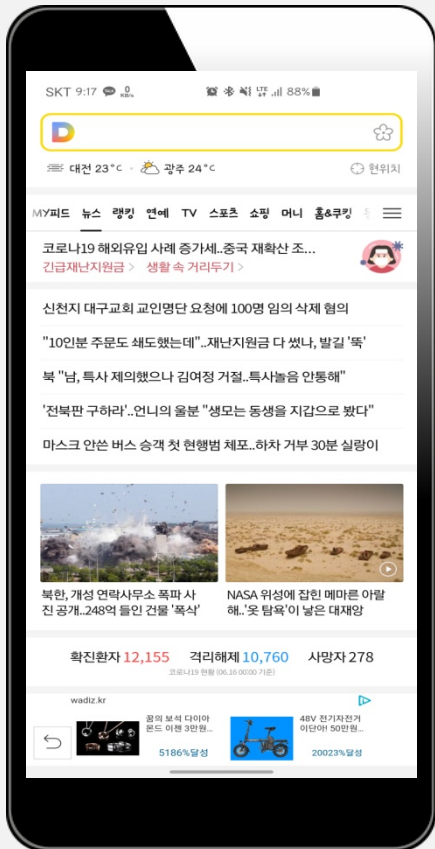 SKT 9:17 0 KB/s LTE 88%
D
대전 23°C · 광주 24°C 현위치
MY피드 뉴스 랭킹 연예 TV 스포츠 쇼핑 머니 홈&쿠킹
코로나19 해외유입 사례 증가세..중국 재확산 조...
긴급재난지원금 > 생활 속 거리두기 >
신천지 대구교회 교인명단 요청에 100명 임의 삭제 혐의
"10인분 주문도 쇄도했는데"..재난지원금 다 썼나, 발길 '뚝'
북 "남, 특사 제의했으나 김여정 거절..특사놀음 안통해"
'전북판 구하라'..언니의 울분 "생모는 동생을 지갑으로 봤다"
마스크 안쓴 버스 승객 첫 현행범 체포..하차 거부 30분 실랑이
북한, 개성 연락사무소 폭파 사
진 공개..248억 들인 건물 '폭삭'
NASA 위성에 잡힌 메마른 아랄
해..'옷 탐욕'이 낳은 대재앙
확진환자 12,155 격리해제 10,760 사망자 278
코로나19 현황 (06.16 00:00 기준)
wadiz.kr
꿈의 보석 다이아
몬드 이젠 3만원...
5186%달성
48V 전기자전거
이단아! 50만원...
20023%달성